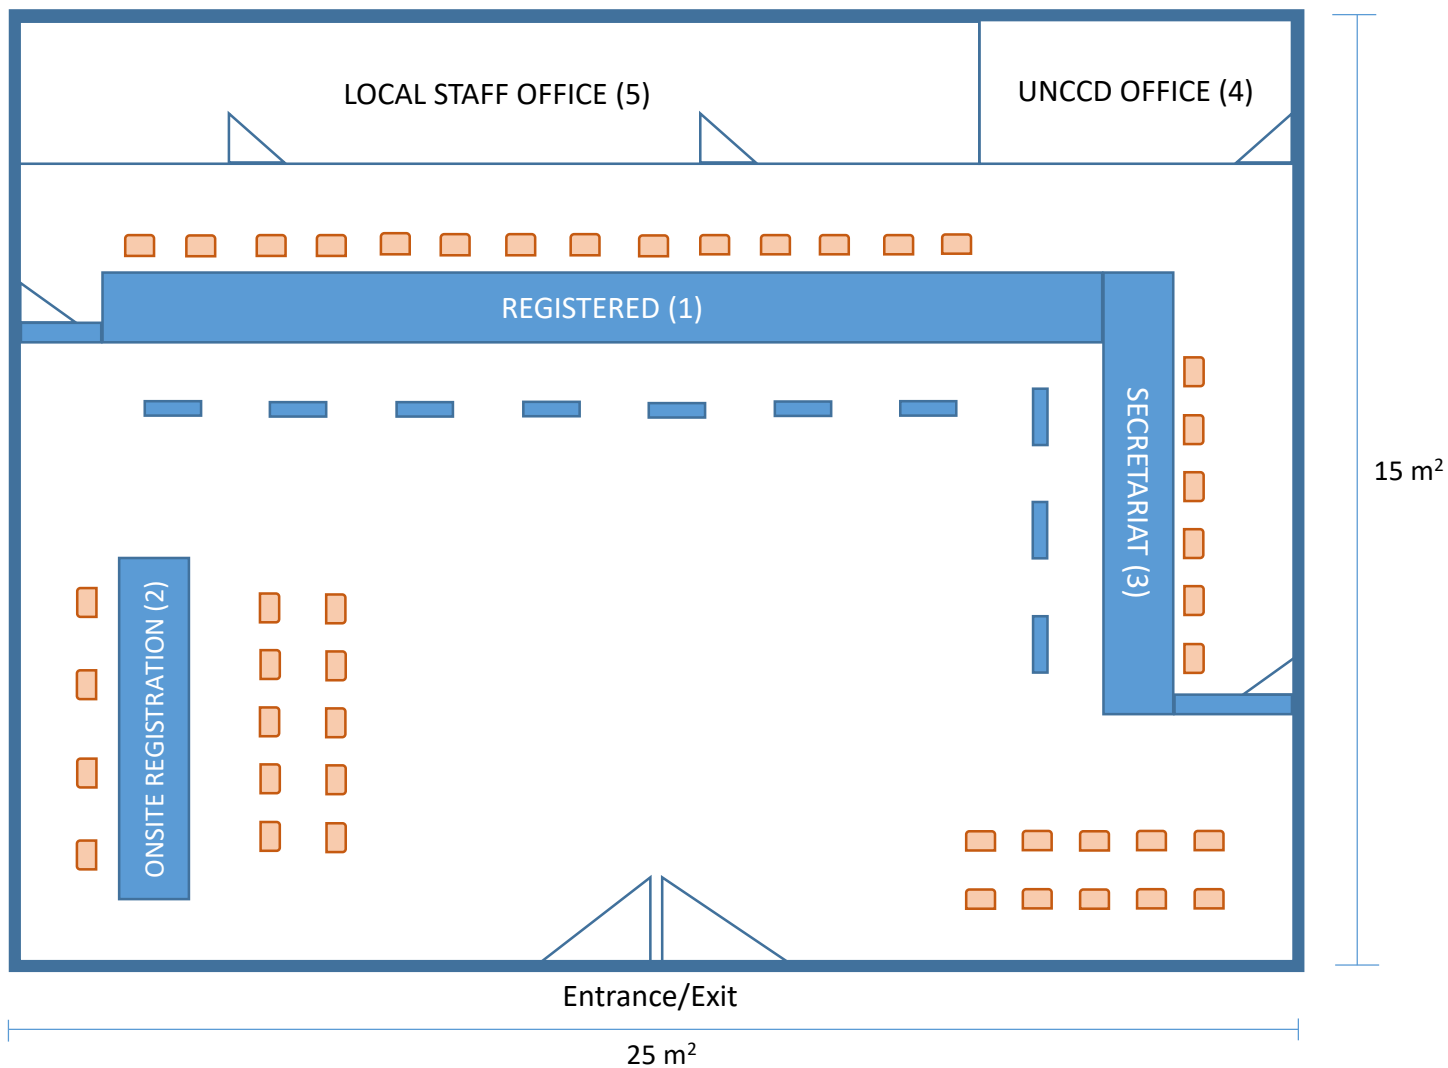 LOCAL STAFF OFFICE (5)
UNCCD OFFICE (4)
REGISTERED (1)
SECRETARIAT (3)
15 m²
ONSITE REGISTRATION (2)
Entrance/Exit
25 m²